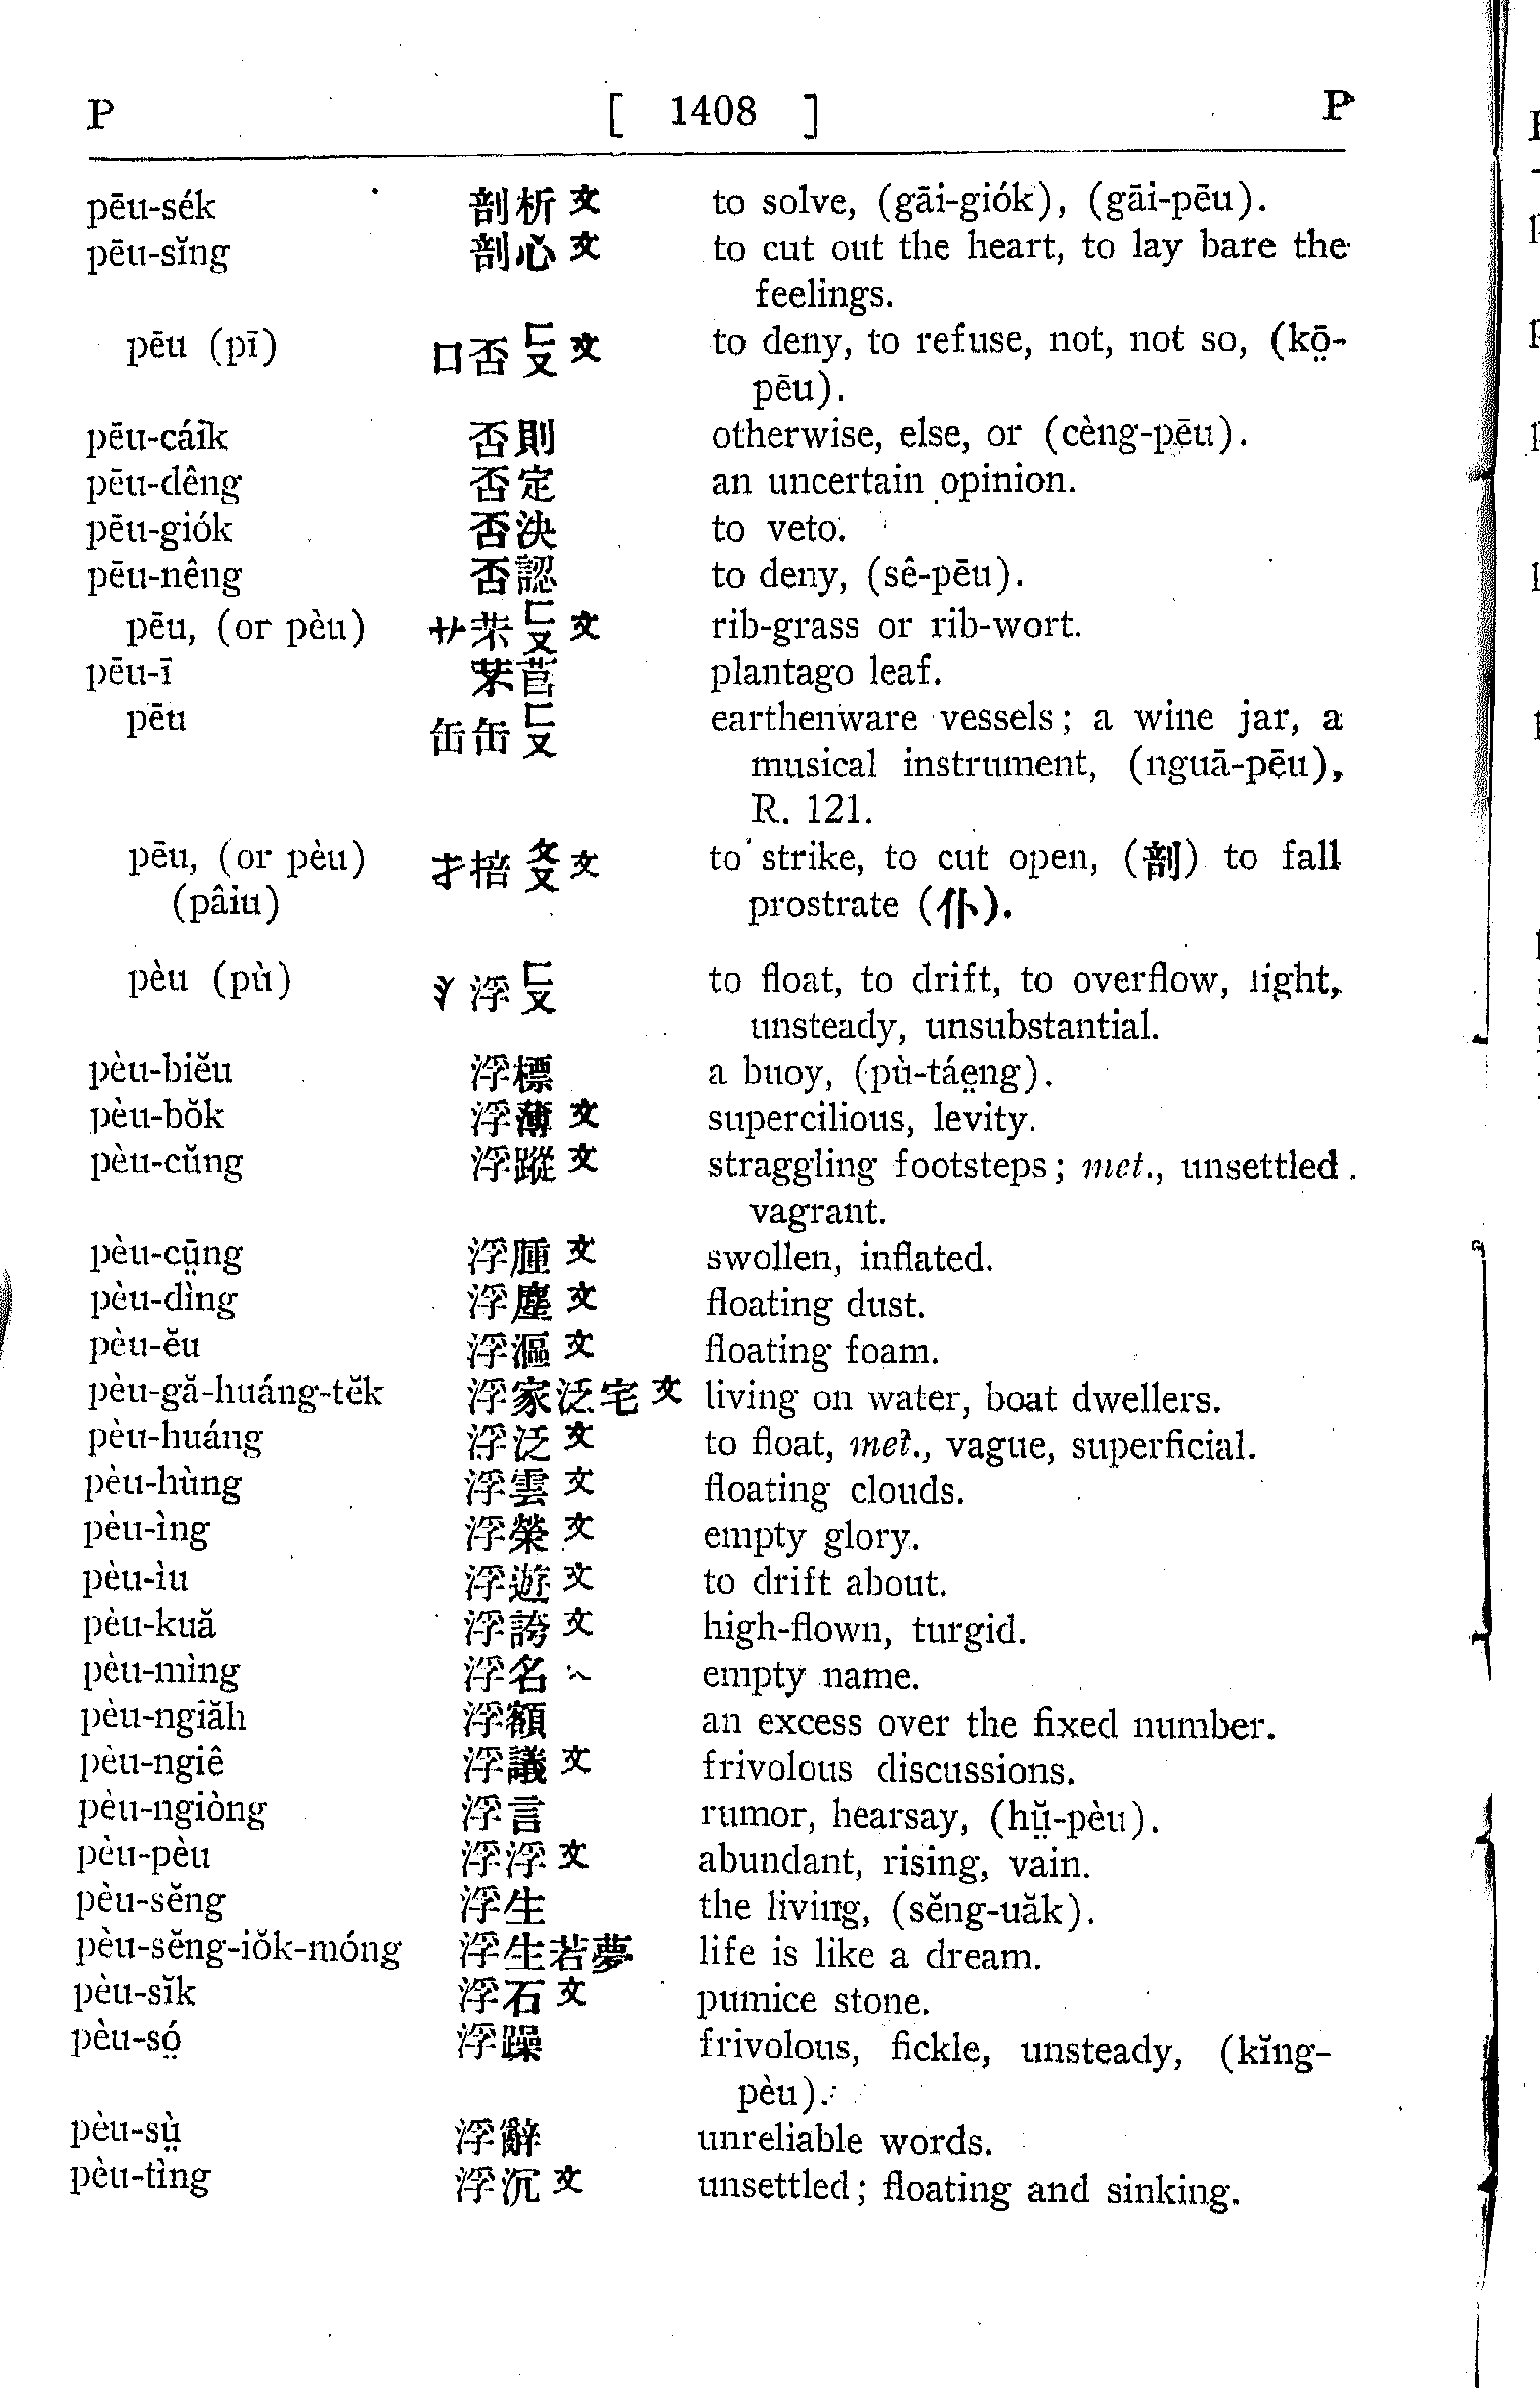 P [ 1408 ] P
pēu-sék 剖析文 to solve, (gāi-giók), (gāi-pēu).
pēu-sĭng 剖心文 to cut out the heart, to lay bare the
feelings.
pēu (pī) 口否ㄈ又文 to deny, to refuse, not, not so, (kō̤-
pēu).
pēu-cáik 否則 otherwise, else, or (cèng-pēu).
pēu-dêng 否定 an uncertain opinion.
pēu-giók 否決 to veto.
pēu-nêng 否認 to deny, (sê-pēu).
pēu, (or pèu) 艹芣ㄈ又文 rib-grass or rib-wort.
pēu-ī 芣苢 plantago leaf.
pēu 缶缶ㄈ又 earthenware vessels; a wine jar, a
musical instrument, (nguā-pēu),
R. 121.
pēu, (or pèu) 扌掊夂又文 to strike, to cut open, (剖) to fall
(pâiu) prostrate (仆).
pèu (pù) 氵浮ㄈ又 to float, to drift, to overflow, light,
unsteady, unsubstantial.
pèu-biĕu 浮標 a buoy, (pù-táe̤ng).
pèu-bŏk 浮薄文 supercilious, levity.
pèu-cŭng 浮蹤文 straggling footsteps; met., unsettled.
vagrant.
pèu-cṳ̄ng 浮腫文 swollen, inflated.
pèu-dìng 浮塵文 floating dust.
pèu-ĕu 浮漚文 floating foam.
pèu-gă-huáng-tĕk 浮家泛宅文 living on water, boat dwellers.
pèu-huáng 浮泛文 to float, met., vague, superficial.
pèu-hùng 浮雲文 floating clouds.
pèu-ìng 浮榮文 empty glory.
pèu-ìu 浮遊文 to drift about.
pèu-kuă 浮誇文 high-flown, turgid.
pèu-mìng 浮名 empty name.
pèu-ngiăh 浮額 an excess over the fixed number.
pèu-ngiê 浮議文 frivolous discussions.
pèu-ngiòng 浮言 rumor, hearsay, (hṳ̆-pèu).
pèu-pèu 浮浮文 abundant, rising, vain.
pèu-sĕng 浮生 the living, (sĕng-uăk).
pèu-sĕng-iŏk-móng 浮生若夢 life is like a dream.
pèu-sĭk 浮石文 pumice stone.
pèu-só̤ 浮躁 frivolous, fickle, unsteady, (kĭng-
pèu).
pèu-sṳ̀ 浮辭 unreliable words.
pèu-tìng 浮沉文 unsettled; floating and sinking.